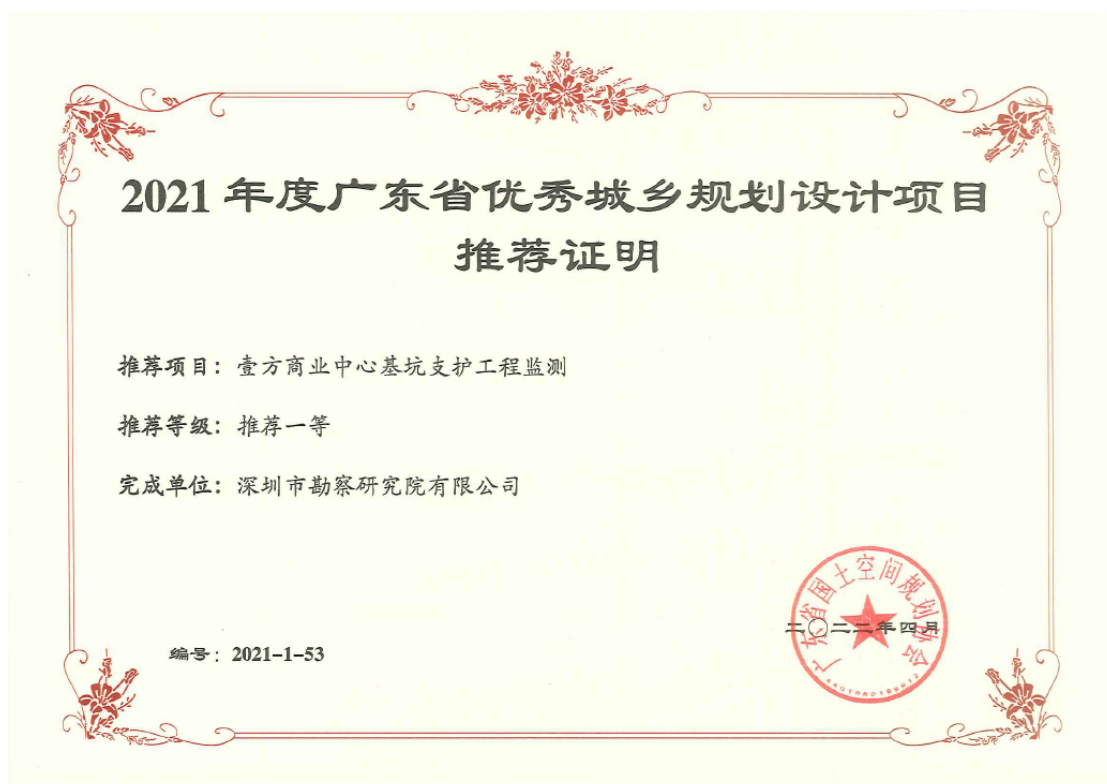 2021年度广东省优秀城乡规划设计项目
推荐证明
推荐项目：壹方商业中心基坑支护工程监测
推荐等级：推荐一等
完成单位：深圳市勘察研究院有限公司
广东省国土空间规划协会
二〇二二年四月
编号：2021-1-53